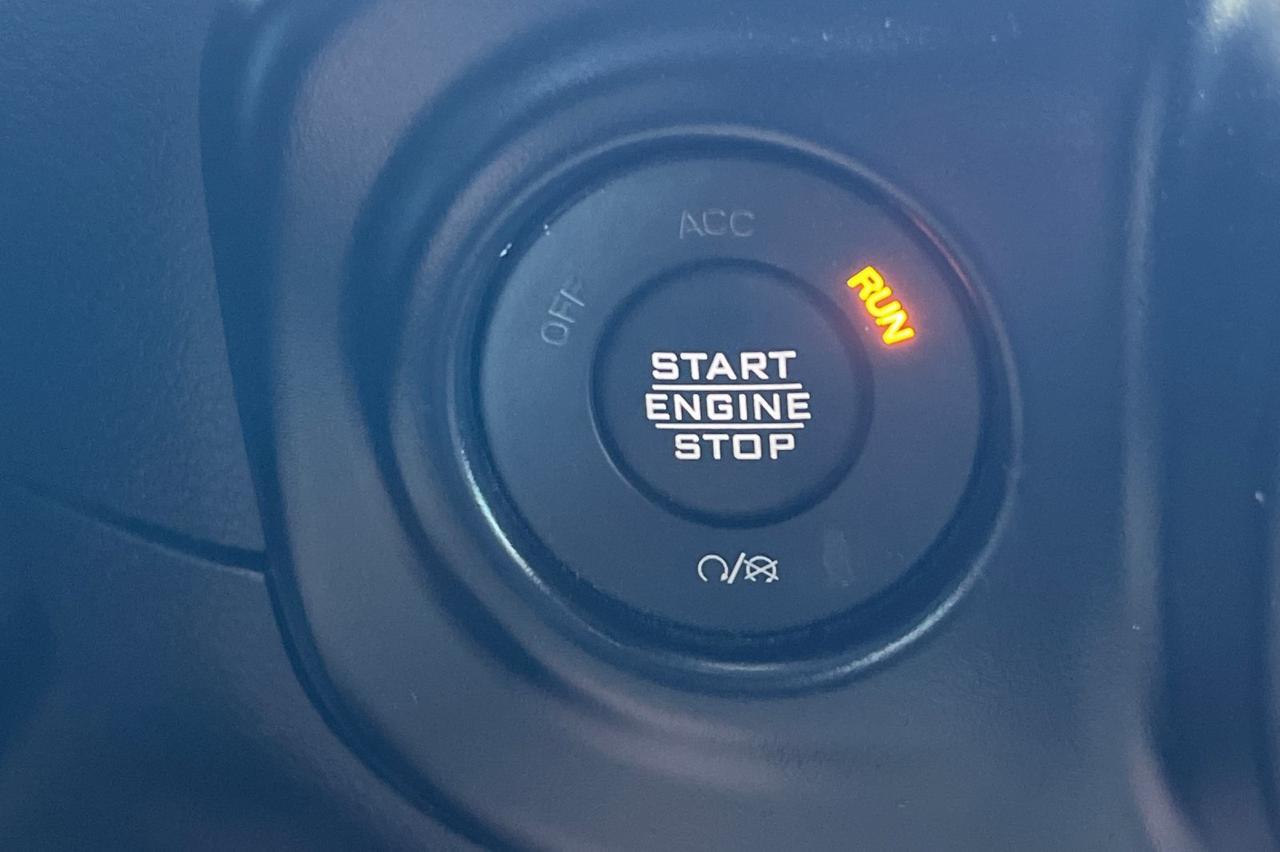 ACC
OFF
RUN
START
ENGINE
STOP